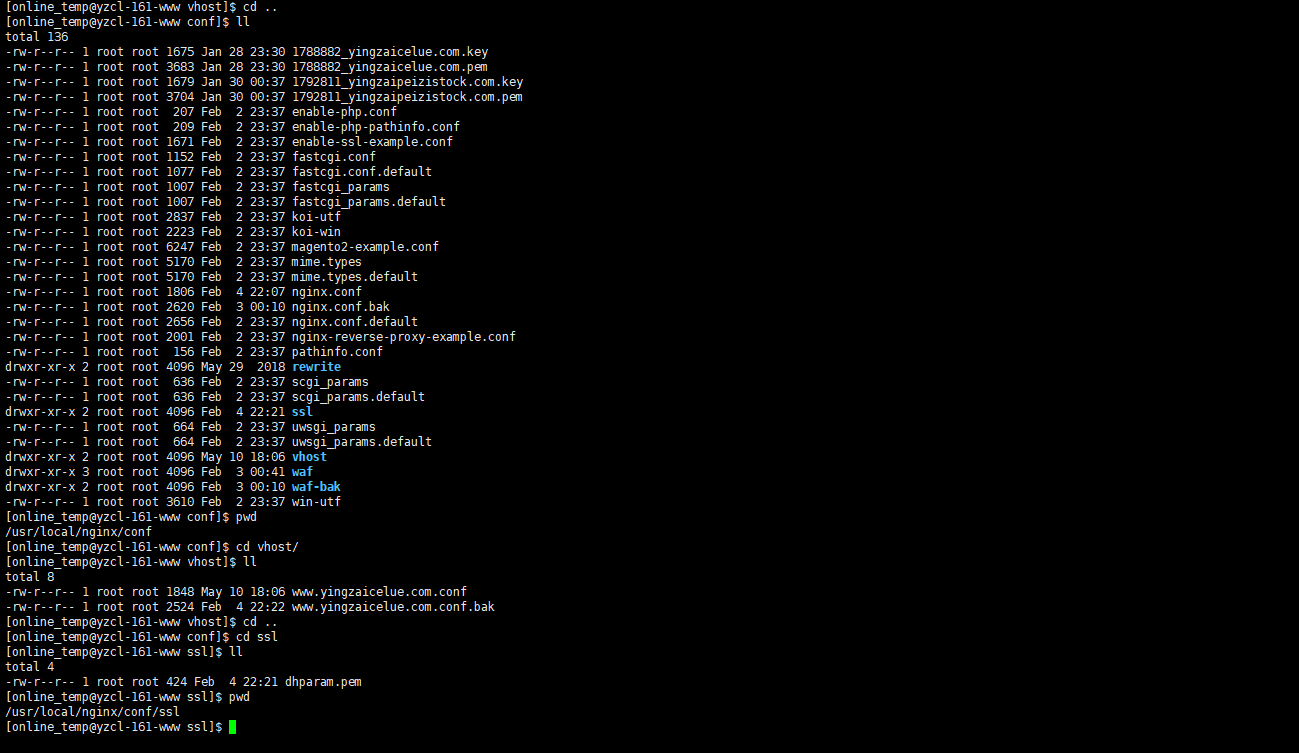 [online_temp@yzcl-161-www vhost]$ cd ..
[online_temp@yzcl-161-www conf]$ ll
total 136
-rw-r--r-- 1 root root 1675 Jan 28 23:30 1788882_yingzaicelue.com.key
-rw-r--r-- 1 root root 3683 Jan 28 23:30 1788882_yingzaicelue.com.pem
-rw-r--r-- 1 root root 1679 Jan 30 00:37 1792811_yingzaipeizistock.com.key
-rw-r--r-- 1 root root 3704 Jan 30 00:37 1792811_yingzaipeizistock.com.pem
-rw-r--r-- 1 root root  207 Feb  2 23:37 enable-php.conf
-rw-r--r-- 1 root root  209 Feb  2 23:37 enable-php-pathinfo.conf
-rw-r--r-- 1 root root 1671 Feb  2 23:37 enable-ssl-example.conf
-rw-r--r-- 1 root root 1152 Feb  2 23:37 fastcgi.conf
-rw-r--r-- 1 root root 1077 Feb  2 23:37 fastcgi.conf.default
-rw-r--r-- 1 root root 1007 Feb  2 23:37 fastcgi_params
-rw-r--r-- 1 root root 1007 Feb  2 23:37 fastcgi_params.default
-rw-r--r-- 1 root root 2837 Feb  2 23:37 koi-utf
-rw-r--r-- 1 root root 2223 Feb  2 23:37 koi-win
-rw-r--r-- 1 root root 6247 Feb  2 23:37 magento2-example.conf
-rw-r--r-- 1 root root 5170 Feb  2 23:37 mime.types
-rw-r--r-- 1 root root 5170 Feb  2 23:37 mime.types.default
-rw-r--r-- 1 root root 1806 Feb  4 22:07 nginx.conf
-rw-r--r-- 1 root root 2620 Feb  3 00:10 nginx.conf.bak
-rw-r--r-- 1 root root 2656 Feb  2 23:37 nginx.conf.default
-rw-r--r-- 1 root root 2001 Feb  2 23:37 nginx-reverse-proxy-example.conf
-rw-r--r-- 1 root root  156 Feb  2 23:37 pathinfo.conf
drwxr-xr-x 2 root root 4096 May 29  2018 rewrite
-rw-r--r-- 1 root root  636 Feb  2 23:37 scgi_params
-rw-r--r-- 1 root root  636 Feb  2 23:37 scgi_params.default
drwxr-xr-x 2 root root 4096 Feb  4 22:21 ssl
-rw-r--r-- 1 root root  664 Feb  2 23:37 uwsgi_params
-rw-r--r-- 1 root root  664 Feb  2 23:37 uwsgi_params.default
drwxr-xr-x 2 root root 4096 May 10 18:06 vhost
drwxr-xr-x 3 root root 4096 Feb  3 00:41 waf
drwxr-xr-x 2 root root 4096 Feb  3 00:10 waf-bak
-rw-r--r-- 1 root root 3610 Feb  2 23:37 win-utf
[online_temp@yzcl-161-www conf]$ pwd
/usr/local/nginx/conf
[online_temp@yzcl-161-www conf]$ cd vhost/
[online_temp@yzcl-161-www vhost]$ ll
total 8
-rw-r--r-- 1 root root 1848 May 10 18:06 www.yingzaicelue.com.conf
-rw-r--r-- 1 root root 2524 Feb  4 22:22 www.yingzaicelue.com.conf.bak
[online_temp@yzcl-161-www vhost]$ cd ..
[online_temp@yzcl-161-www conf]$ cd ssl
[online_temp@yzcl-161-www ssl]$ ll
total 4
-rw-r--r-- 1 root root 424 Feb  4 22:21 dhparam.pem
[online_temp@yzcl-161-www ssl]$ pwd
/usr/local/nginx/conf/ssl
[online_temp@yzcl-161-www ssl]$